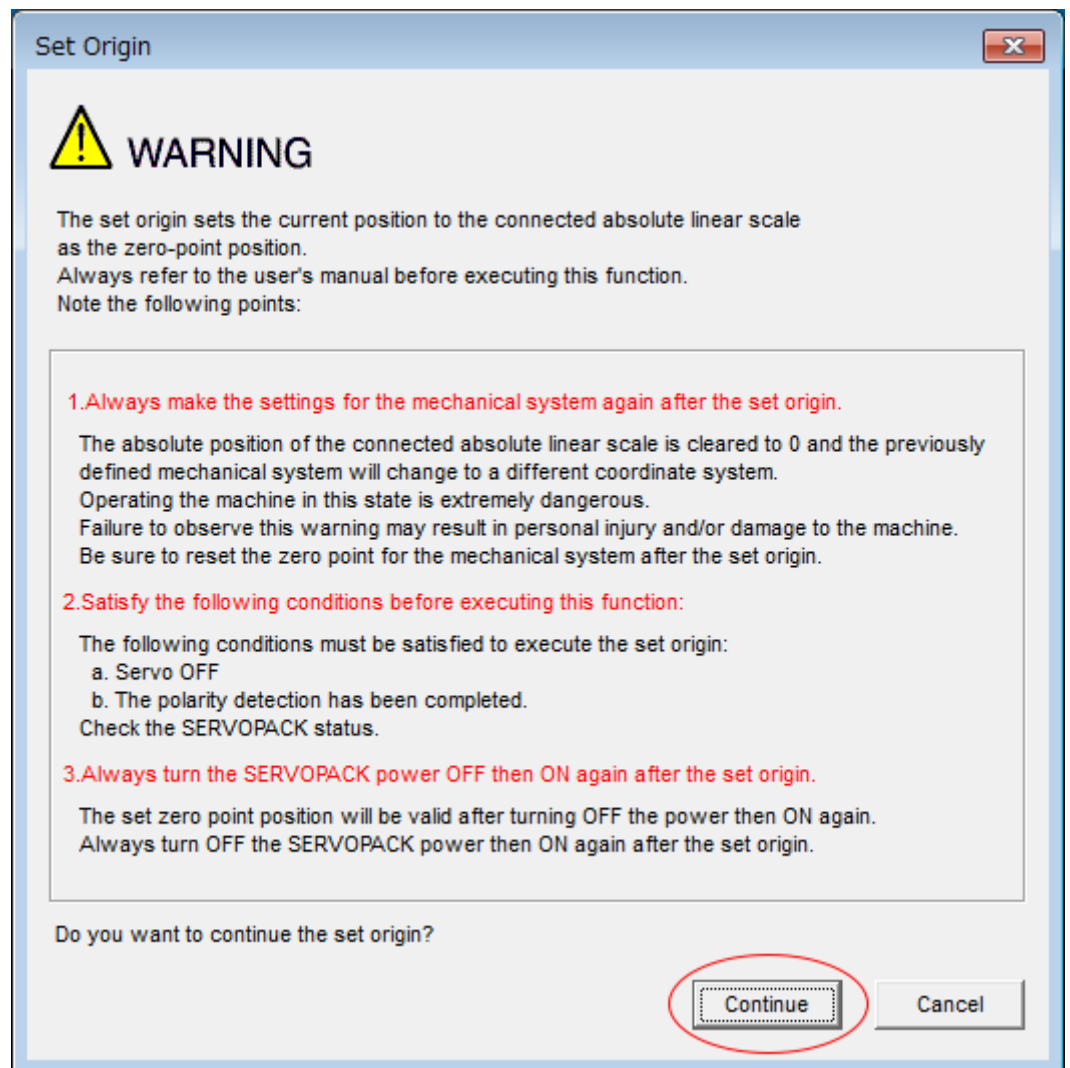 Set Origin
WARNING
The set origin sets the current position to the connected absolute linear scale
as the zero-point position.
Always refer to the user's manual before executing this function.
Note the following points:
1.Always make the settings for the mechanical system again after the set origin.
The absolute position of the connected absolute linear scale is cleared to 0 and the previously
defined mechanical system will change to a different coordinate system.
Operating the machine in this state is extremely dangerous.
Failure to observe this warning may result in personal injury and/or damage to the machine.
Be sure to reset the zero point for the mechanical system after the set origin.
2.Satisfy the following conditions before executing this function:
The following conditions must be satisfied to execute the set origin:
a. Servo OFF
b. The polarity detection has been completed.
Check the SERVOPACK status.
3.Always turn the SERVOPACK power OFF then ON again after the set origin.
The set zero point position will be valid after turning OFF the power then ON again.
Always turn OFF the SERVOPACK power then ON again after the set origin.
Do you want to continue the set origin?
Continue Cancel